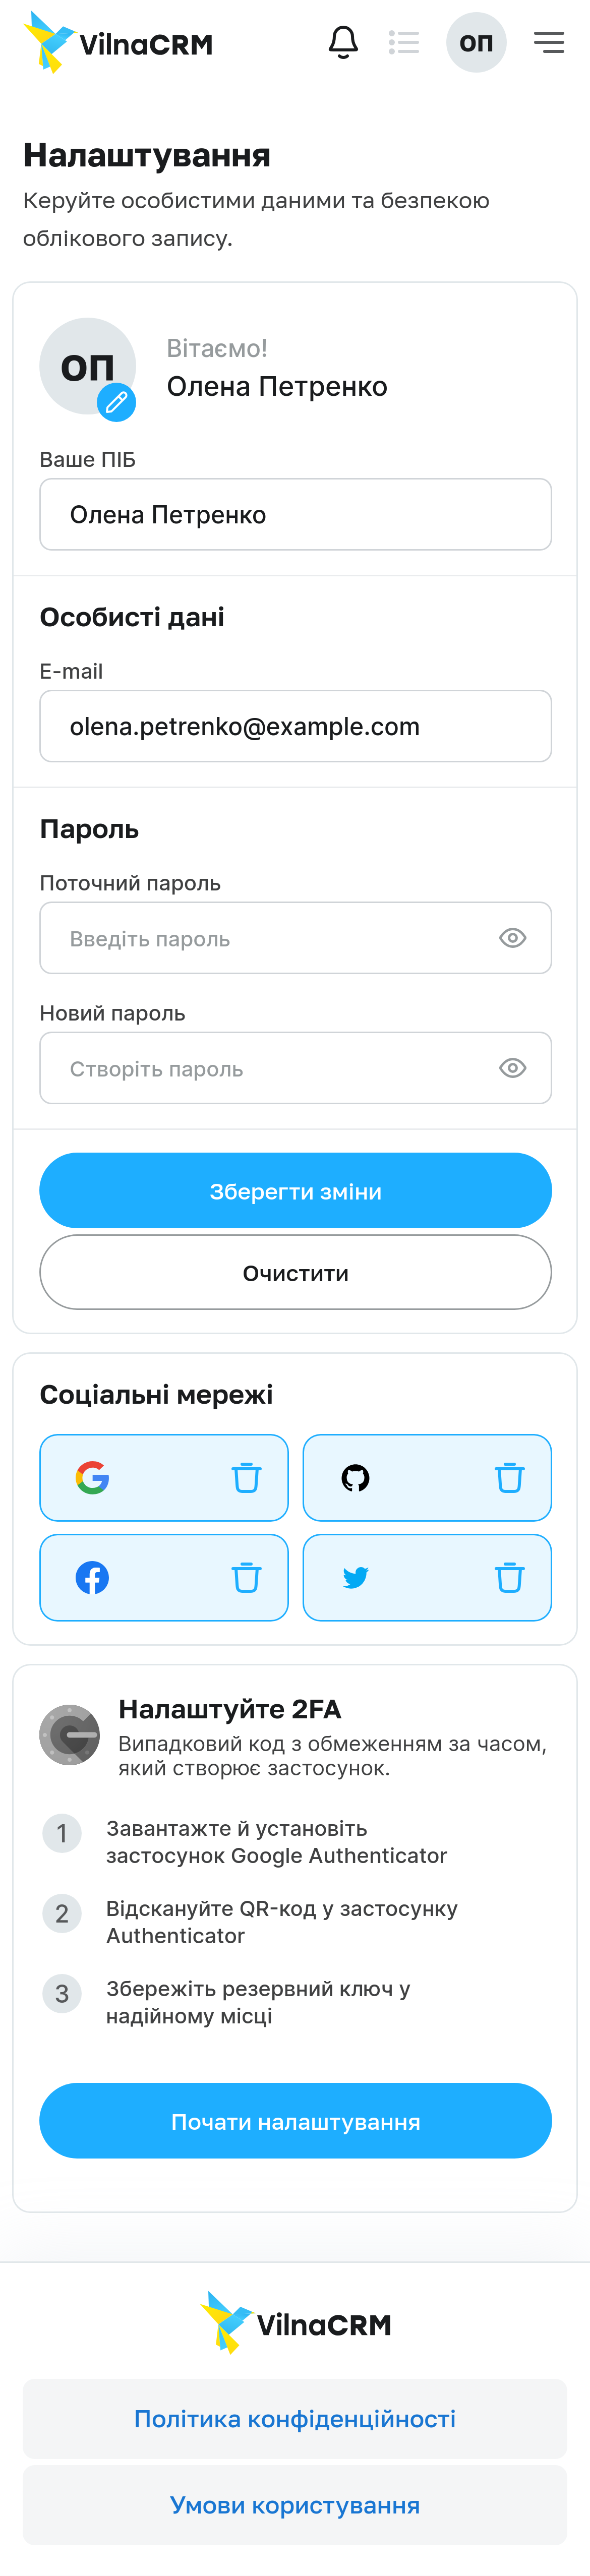 VilnaCRM
ОП
Налаштування
Керуйте особистими даними та безпекою
облікового запису.
ОП
Вітаємо!
Олена Петренко
Ваше ПІБ
Олена Петренко
Особисті дані
E-mail
olena.petrenko@example.com
Пароль
Поточний пароль
Введіть пароль
Новий пароль
Створіть пароль
Зберегти зміни
Очистити
Соціальні мережі
Налаштуйте 2FA
Випадковий код з обмеженням за часом,
який створює застосунок.
1
Завантажте й установіть
застосунок Google Authenticator
2
Відскануйте QR-код у застосунку
Authenticator
3
Збережіть резервний ключ у
надійному місці
Почати налаштування
VilnaCRM
Політика конфіденційності
Умови користування